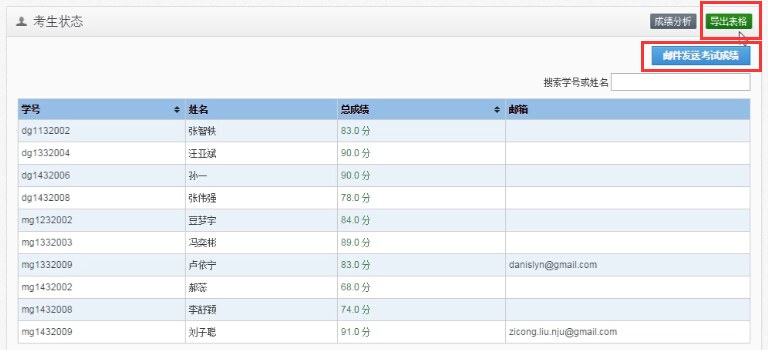 考生状态 成绩分析 导出表格
邮件发送考试成绩
搜索学号或姓名
学号 姓名 总成绩 邮箱
dg1132002 张智轶 83.0 分
dg1332004 汪亚斌 90.0 分
dg1432006 孙一 90.0 分
dg1432008 张伟强 78.0 分
mg1232002 豆梦宇 84.0 分
mg1332003 冯奕彬 89.0 分
mg1332009 卢依宁 83.0 分 danislyn@gmail.com
mg1432002 郝蕊 68.0 分
mg1432008 李舒颖 74.0 分
mg1432009 刘子聪 91.0 分 zicong.liu.nju@gmail.com